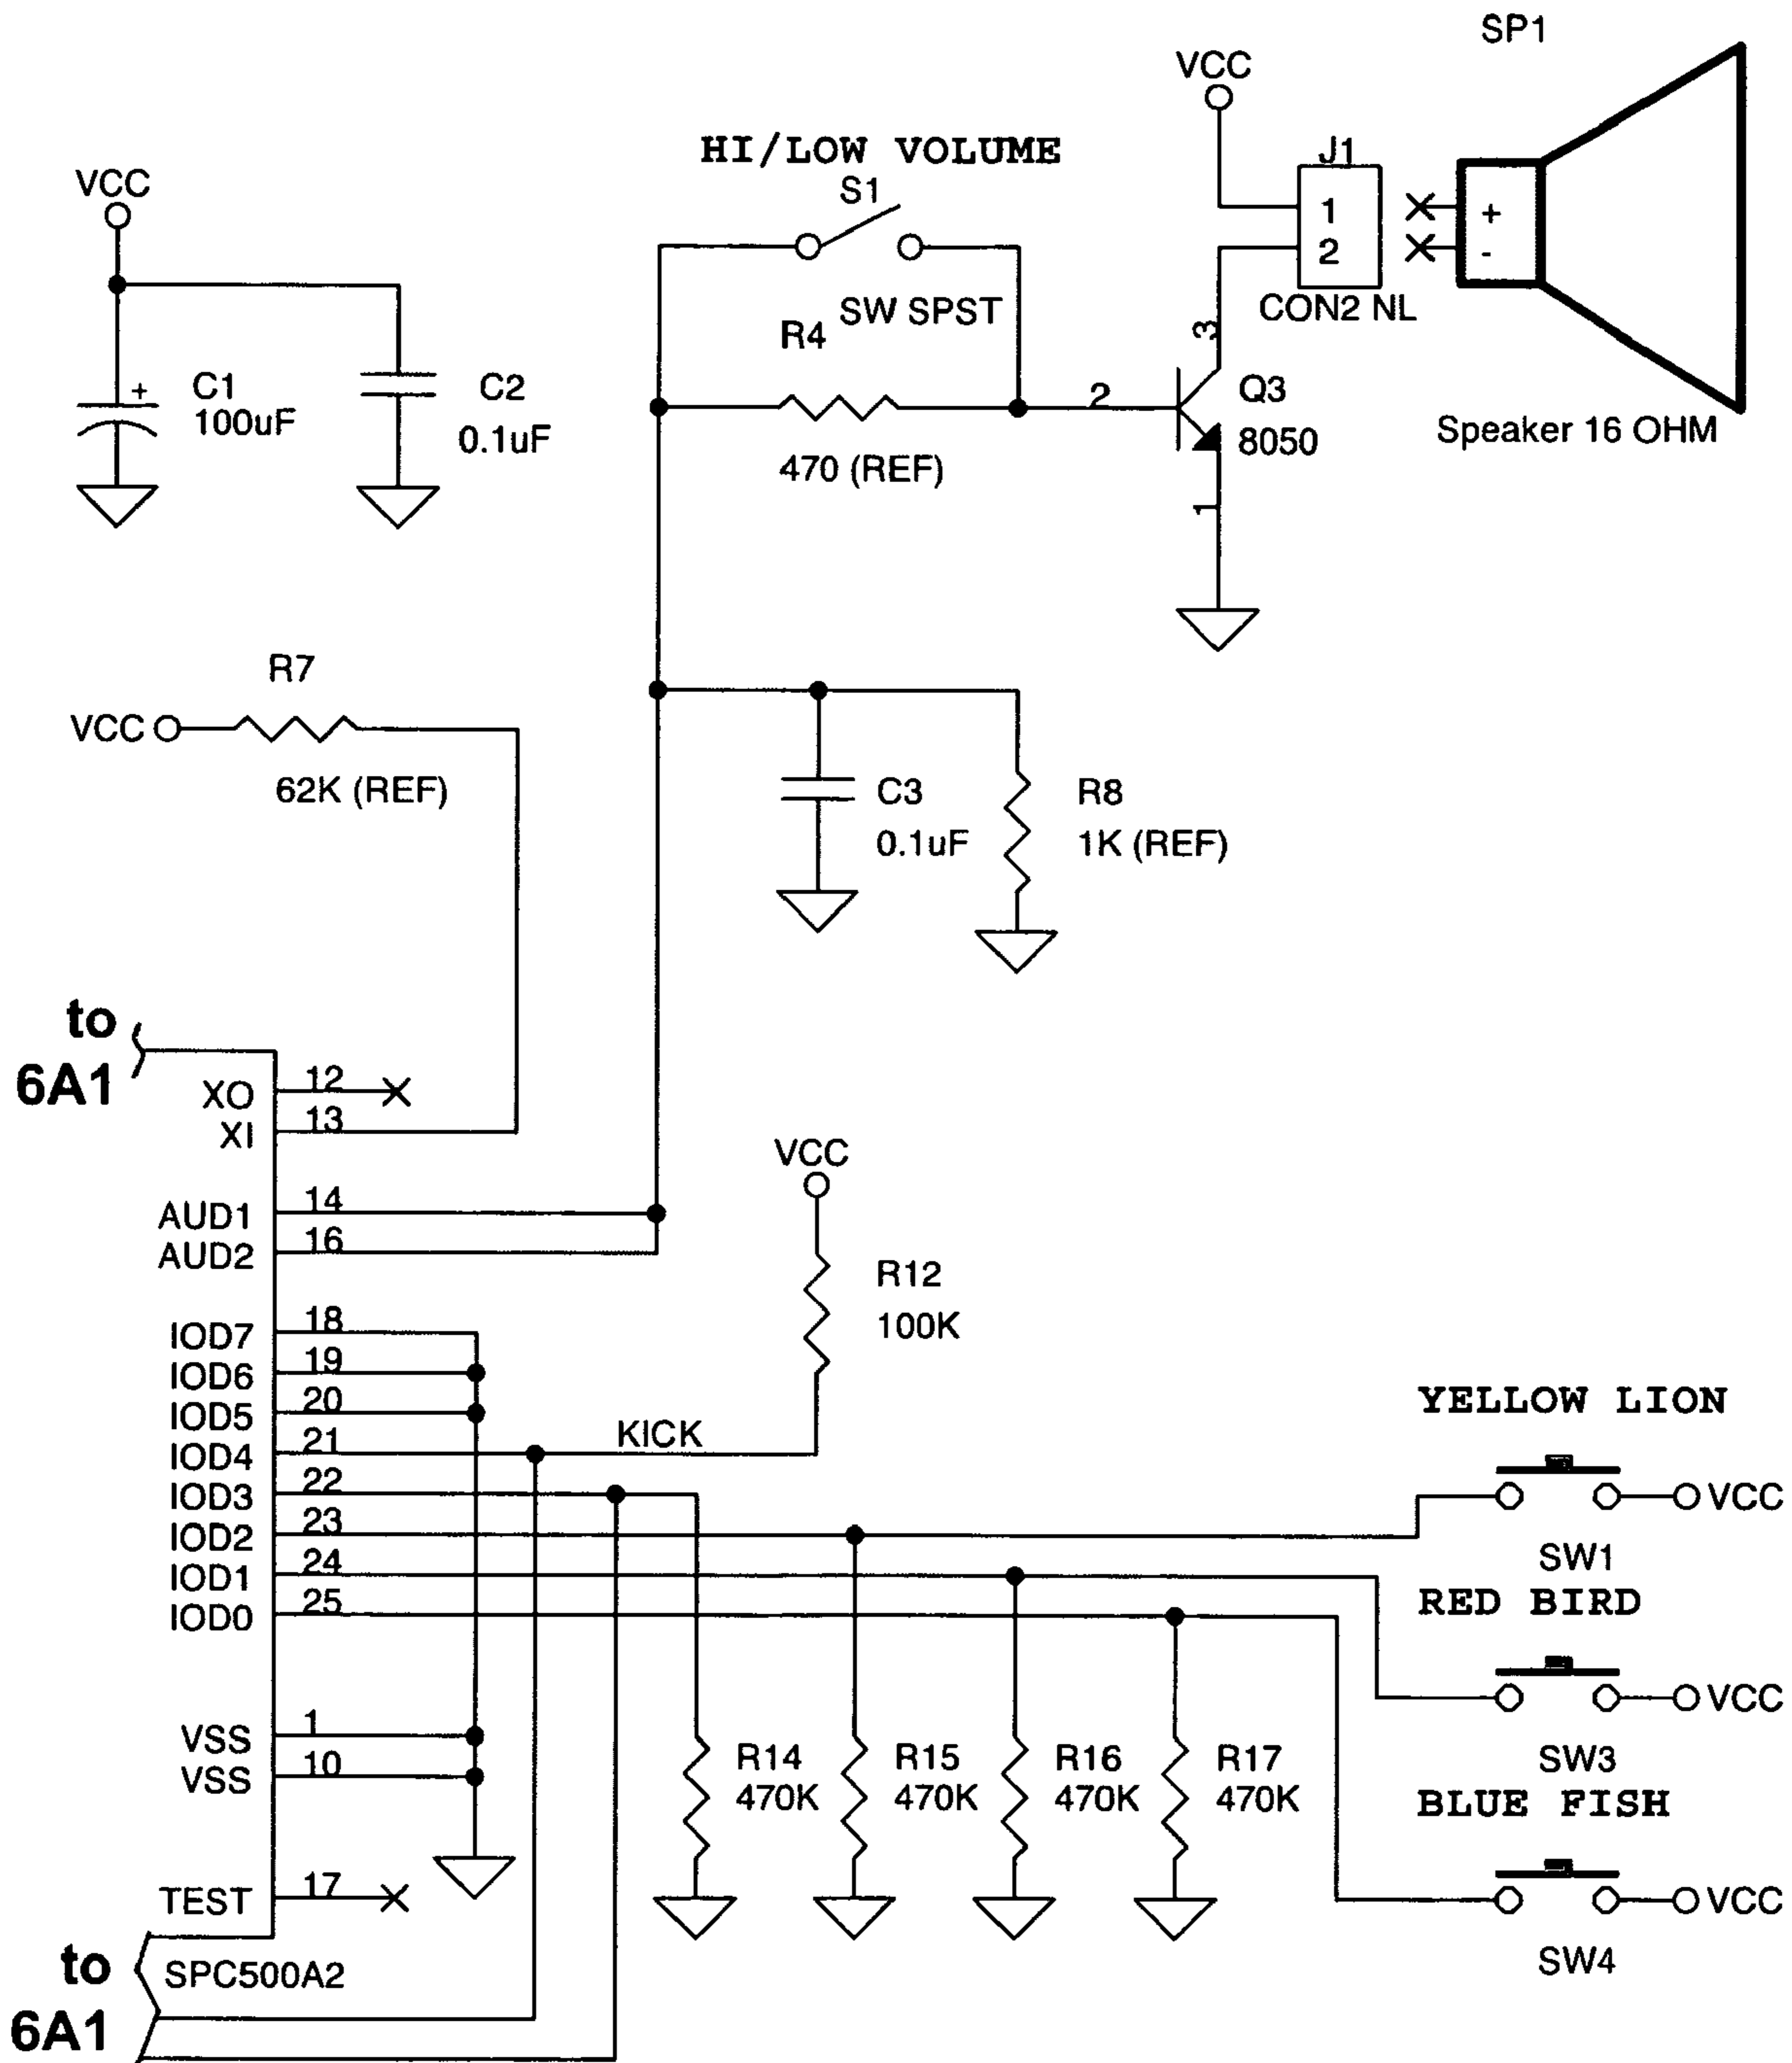 SP1
VCC
HI/LOW VOLUME
J1
S1
VCC
1
+
2
-
SW SPST
CON2 NL
R4
3
C1
100uF
+
C2
0.1uF
2
Q3
8050
Speaker 16 OHM
470 (REF)
1
R7
VCC
62K (REF)
C3
0.1uF
R8
1K (REF)
to
6A1
XO
12
XI
13
VCC
AUD1
14
AUD2
16
R12
100K
IOD7
18
IOD6
19
IOD5
20
IOD4
21
KICK
IOD3
22
IOD2
23
IOD1
24
IOD0
25
YELLOW LION
VCC
SW1
RED BIRD
VCC
SW3
BLUE FISH
VCC
SW4
VSS
1
VSS
10
R14
470K
R15
470K
R16
470K
R17
470K
TEST
17
to
6A1
SPC500A2